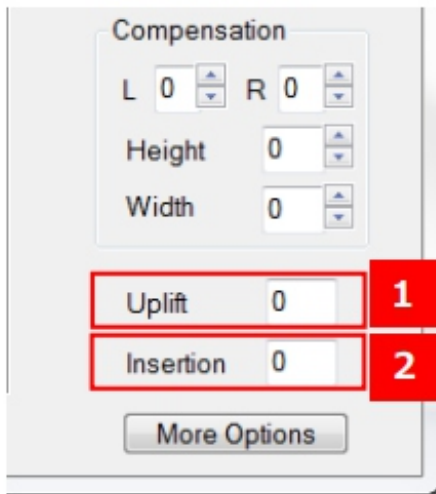 Compensation
L 0 R 0
Height 0
Width 0
Uplift 0 1
Insertion 0 2
More Options